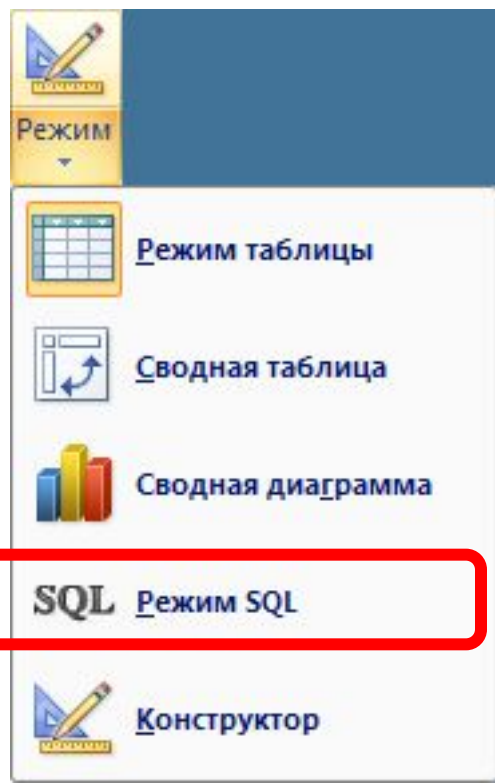 Режим
Режим таблицы
Сводная таблица
Сводная диаграмма
SQL Режим SQL
Конструктор